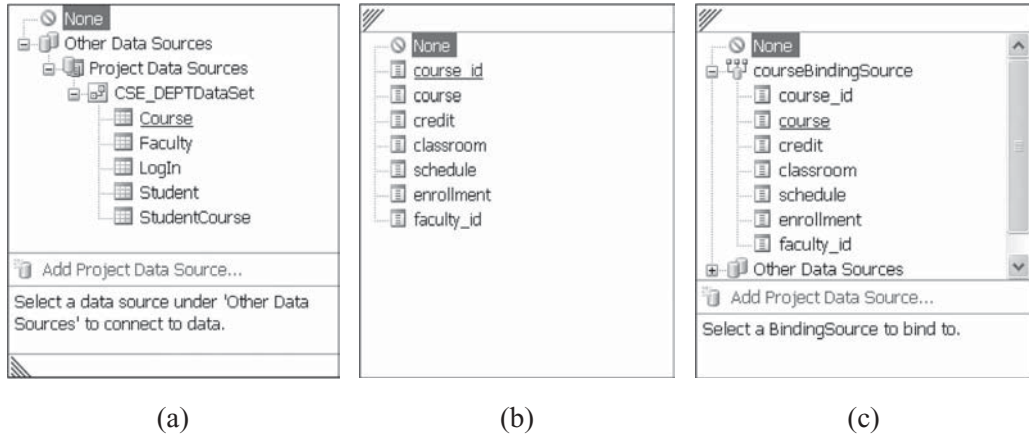 None
Other Data Sources
Project Data Sources
CSE_DEPTDataSet
Course
Faculty
LogIn
Student
StudentCourse
Add Project Data Source...
Select a data source under 'Other Data
Sources' to connect to data.
(a)
None
course_id
course
credit
classroom
schedule
enrollment
faculty_id
(b)
None
courseBindingSource
course_id
course
credit
classroom
schedule
enrollment
faculty_id
Other Data Sources
Add Project Data Source...
Select a BindingSource to bind to.
(c)